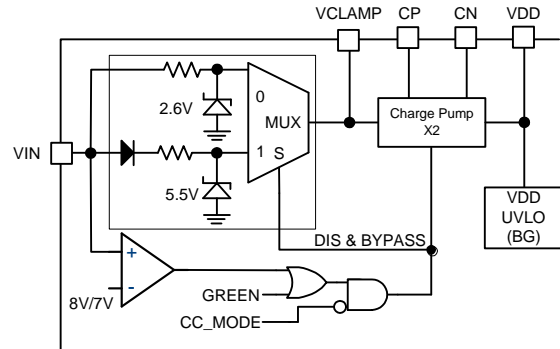 VCLAMP CP CN VDD
2.6V
0
MUX
1 S
Charge Pump
X2
VIN
5.5V
VDD
UVLO
(BG)
DIS & BYPASS
+
-
8V/7V
GREEN
CC_MODE